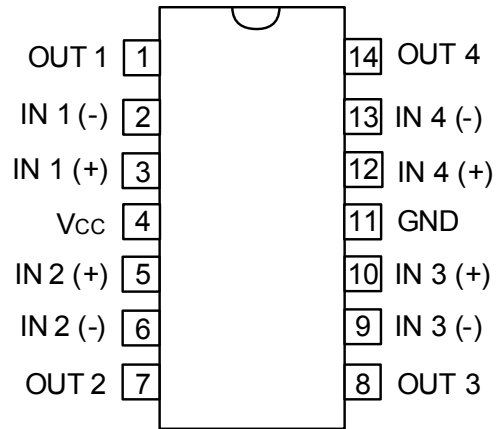 OUT 1 1 14 OUT 4
IN 1 (-) 2 13 IN 4 (-)
IN 1 (+) 3 12 IN 4 (+)
VCC 4 11 GND
IN 2 (+) 5 10 IN 3 (+)
IN 2 (-) 6 9 IN 3 (-)
OUT 2 7 8 OUT 3